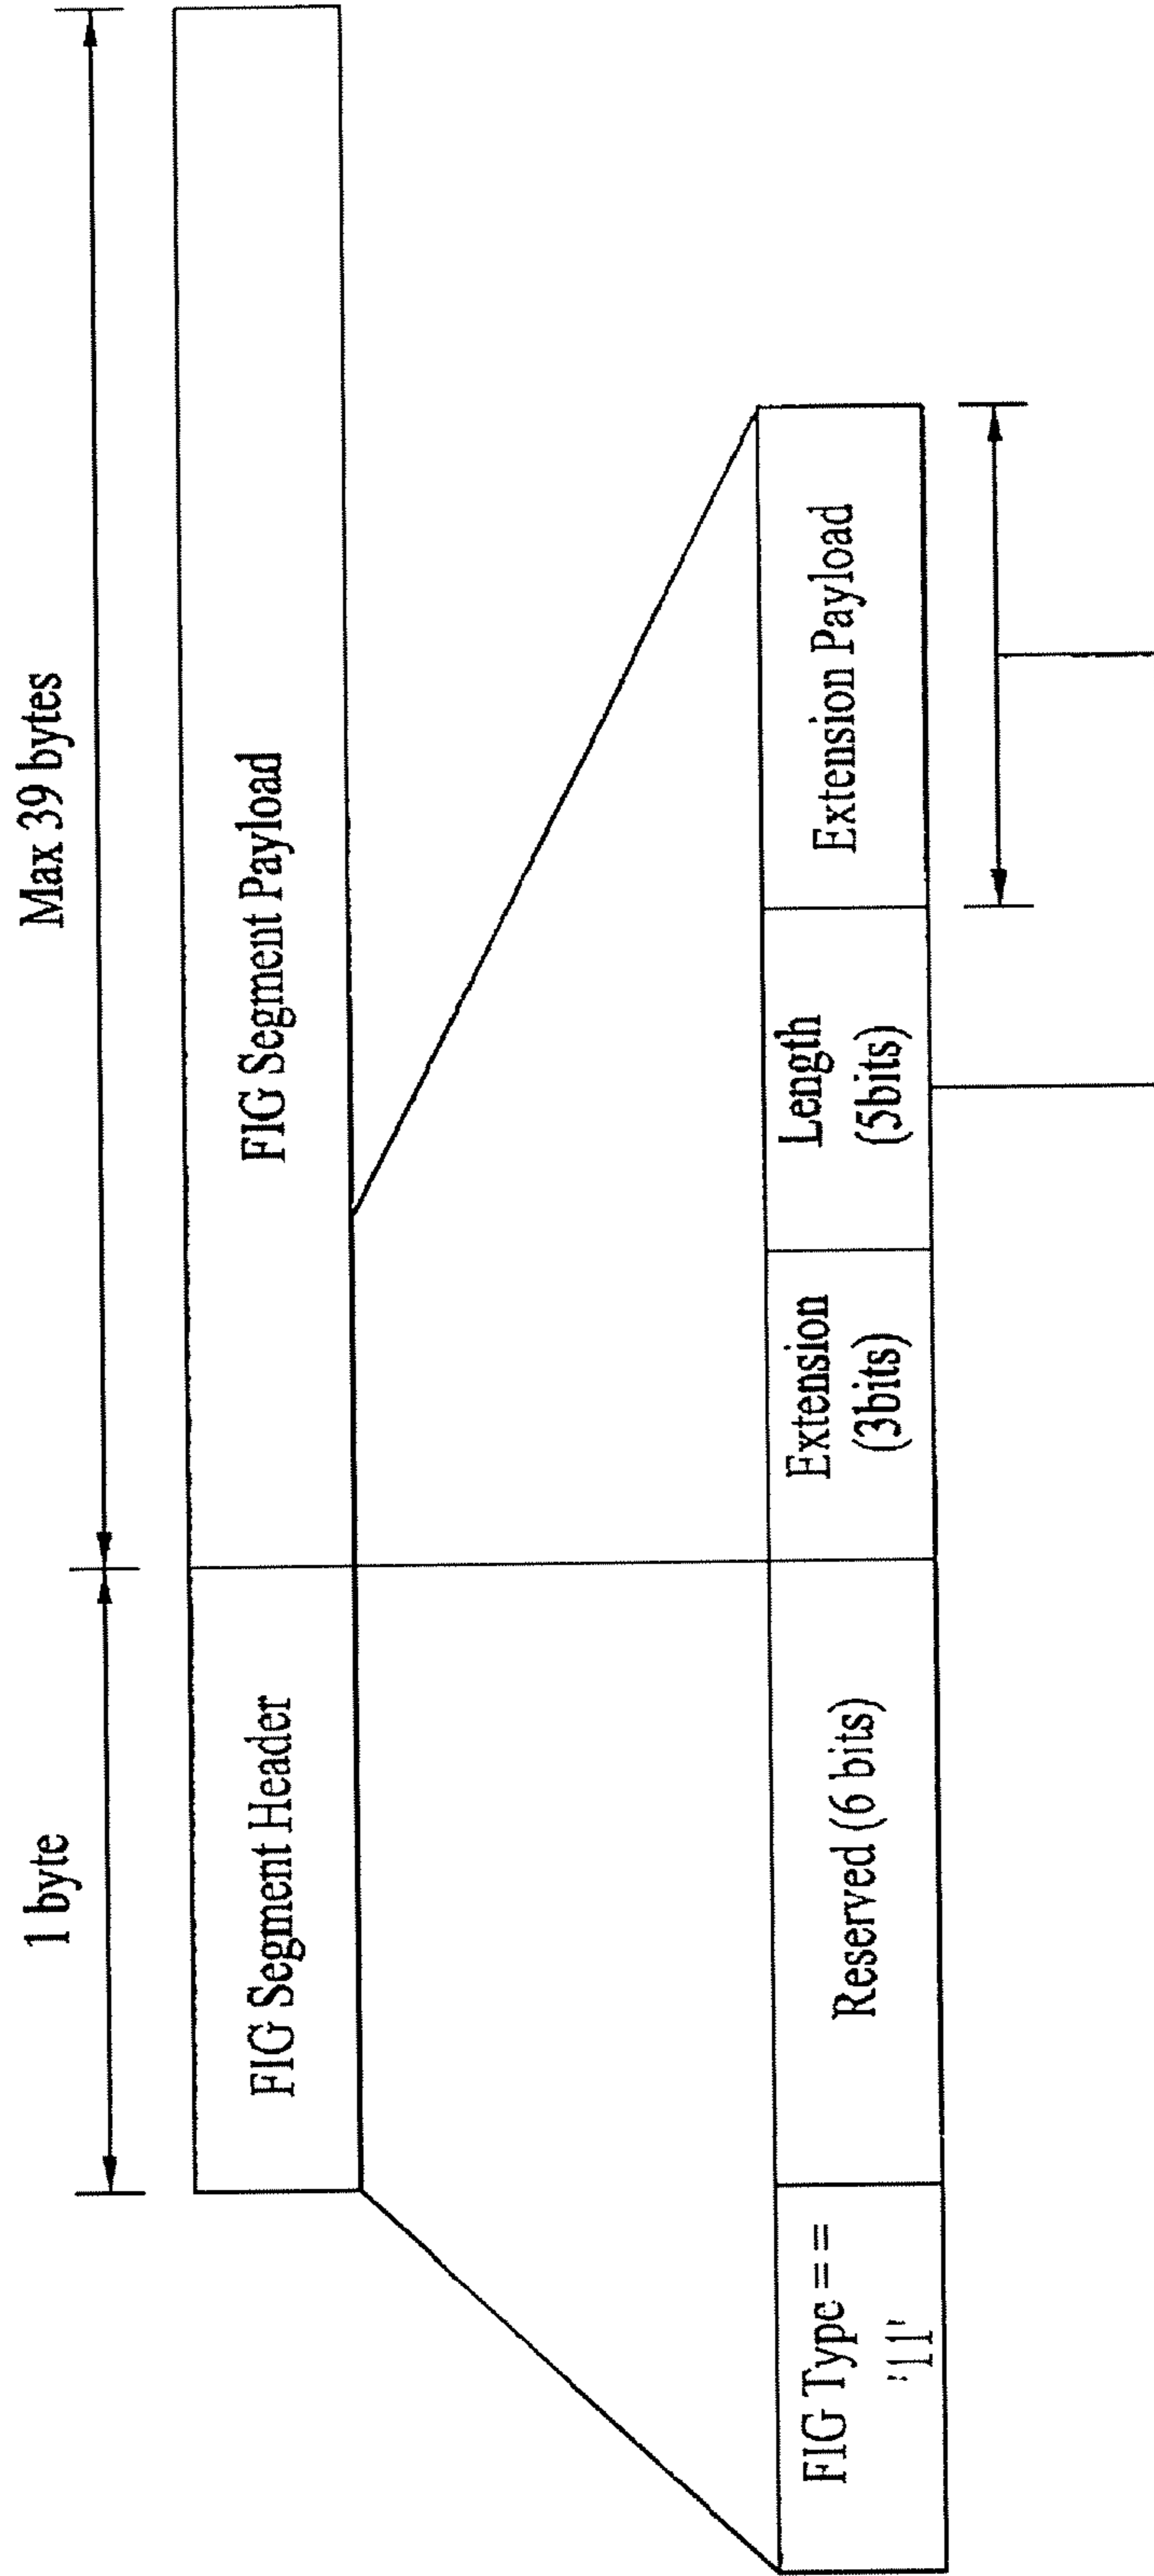 1 byte
Max 39 bytes
FIG Segment Header
FIG Segment Payload
FIG Type = =
'11'
Reserved (6 bits)
Extension
(3bits)
Length
(5bits)
Extension Payload